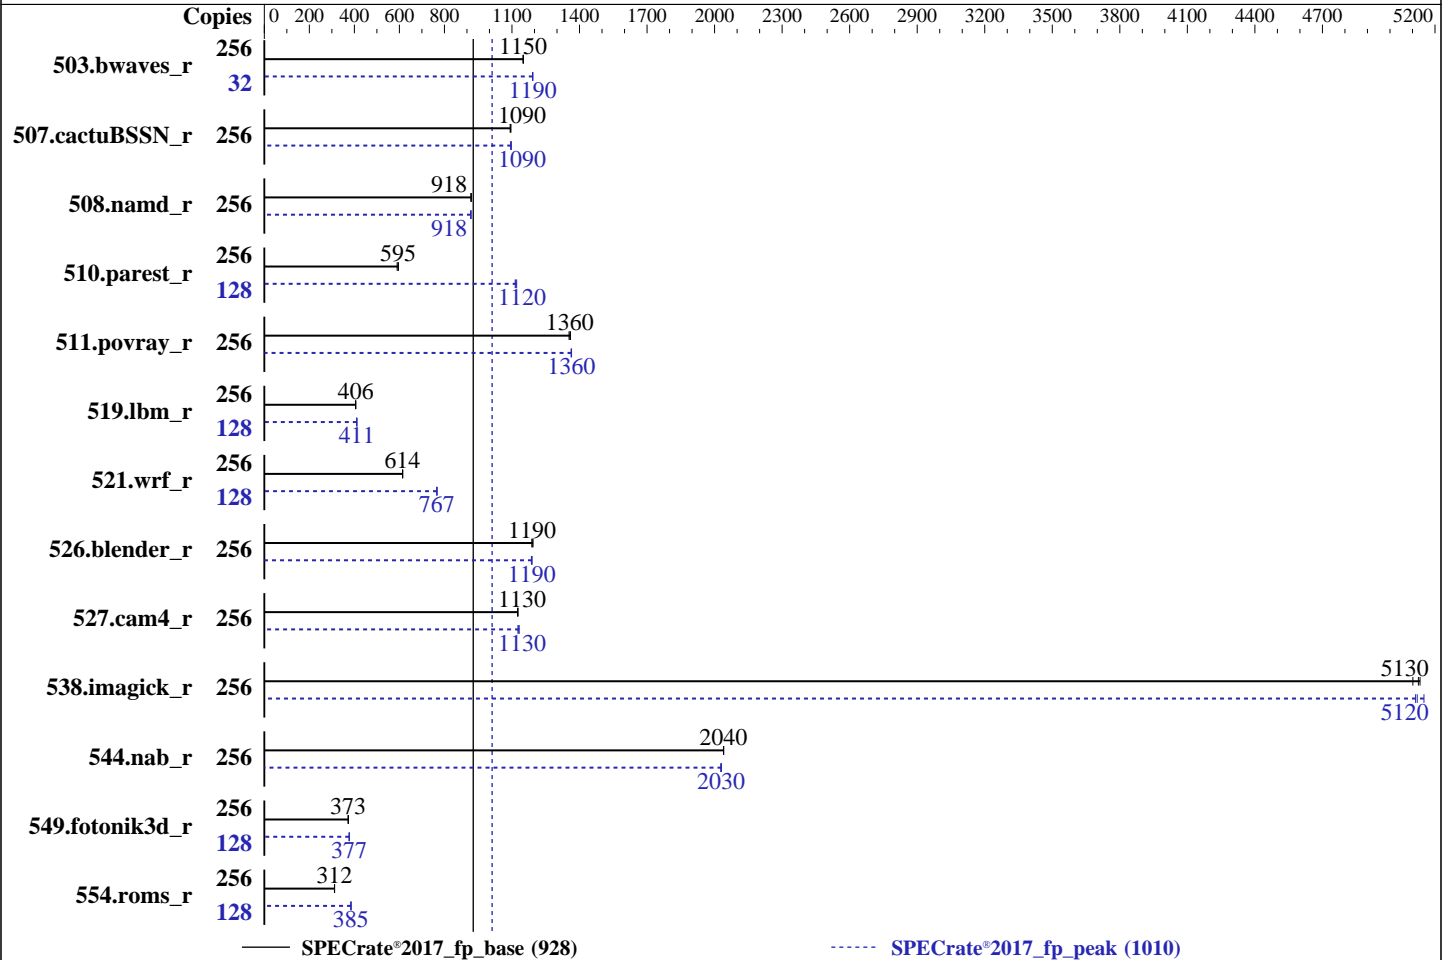 Copies 0 200 400 600 800 1100 1400 1700 2000 2300 2600 2900 3200 3500 3800 4100 4400 4700 5200
503.bwaves_r 256 1150
32 1190
507.cactuBSSN_r 256 1090
1090
508.namd_r 256 918
918
510.parest_r 256 595
128 1120
511.povray_r 256 1360
1360
519.lbm_r 256 406
128 411
521.wrf_r 256 614
128 767
526.blender_r 256 1190
1190
527.cam4_r 256 1130
1130
538.imagick_r 256 5130
5120
544.nab_r 256 2040
2030
549.fotonik3d_r 256 373
128 377
554.roms_r 256 312
128 385
SPECrate®2017_fp_base (928) SPECrate®2017_fp_peak (1010)